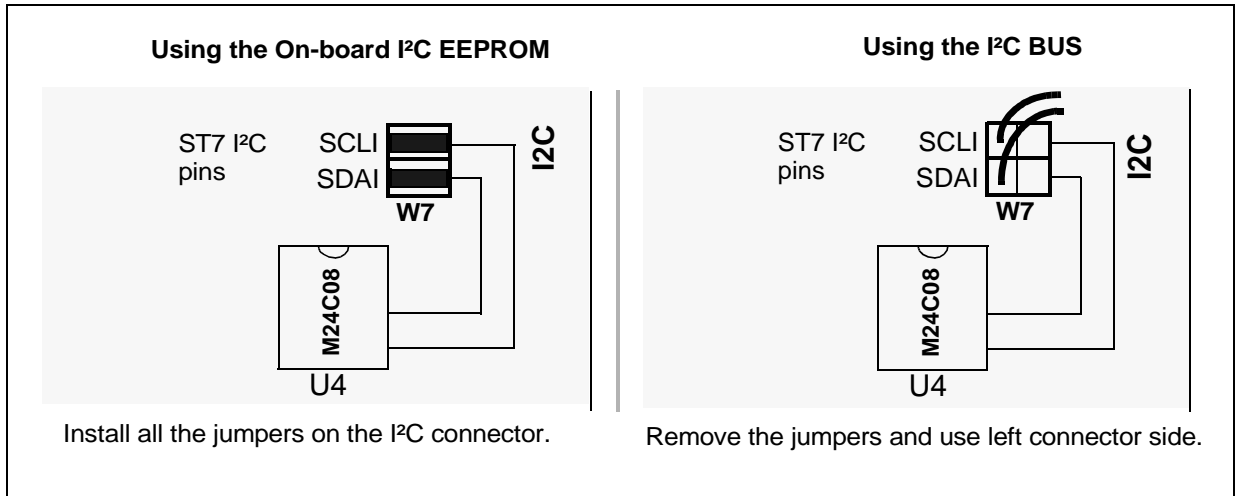 Using the On-board I²C EEPROM
ST7 I²C
pins
SCLI
SDAI
I2C
W7
M24C08
U4
Install all the jumpers on the I²C connector.
Using the I²C BUS
ST7 I²C
pins
SCLI
SDAI
I2C
W7
M24C08
U4
Remove the jumpers and use left connector side.